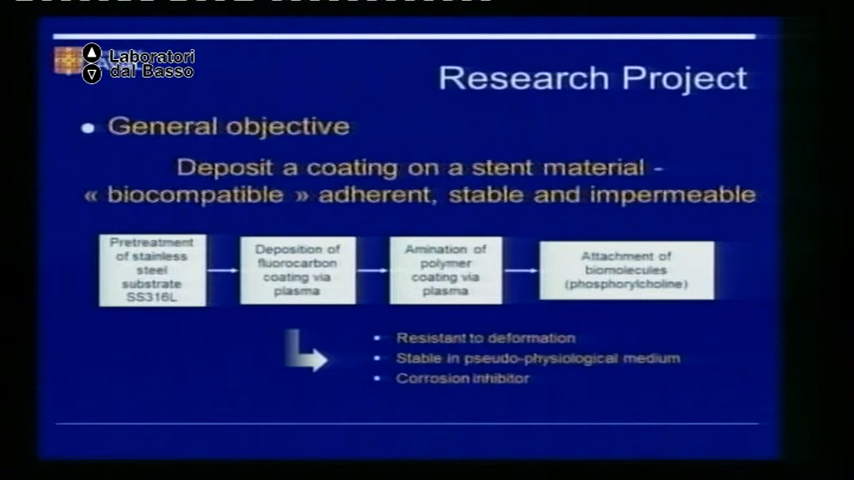 Laboratori
dal Basso
Research Project
General objective
Deposit a coating on a stent material -
« biocompatible » adherent, stable and impermeable
Pretreatment
of stainless
steel
substrate
SS316L
Deposition of
fluorocarbon
coating via
plasma
Amination of
polymer
coating via
plasma
Attachment of
biomolecules
(phosphorylcholine)
Resistant to deformation
Stable in pseudo-physiological medium
Corrosion inhibitor